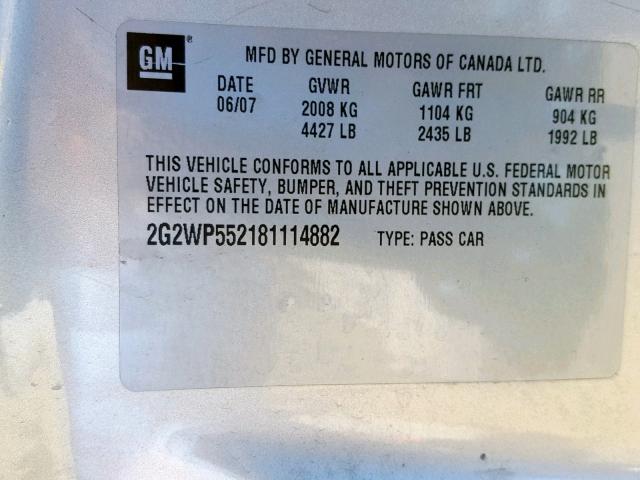 GM ®
MFD BY GENERAL MOTORS OF CANADA LTD.
DATE GVWR GAWR FRT GAWR RR
06/07 2008 KG 1104 KG 904 KG
4427 LB 2435 LB 1992 LB
THIS VEHICLE CONFORMS TO ALL APPLICABLE U.S. FEDERAL MOTOR
VEHICLE SAFETY, BUMPER, AND THEFT PREVENTION STANDARDS IN
EFFECT ON THE DATE OF MANUFACTURE SHOWN ABOVE.
2G2WP552181114882 TYPE: PASS CAR